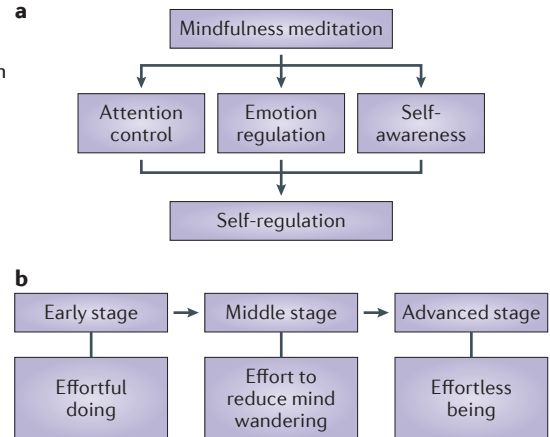 a
Mindfulness meditation
n
Attention
control
Emotion
regulation
Self-
awareness
Self-regulation
b
Early stage
Middle stage
Advanced stage
Effortful
doing
Effort to
reduce mind
wandering
Effortless
being